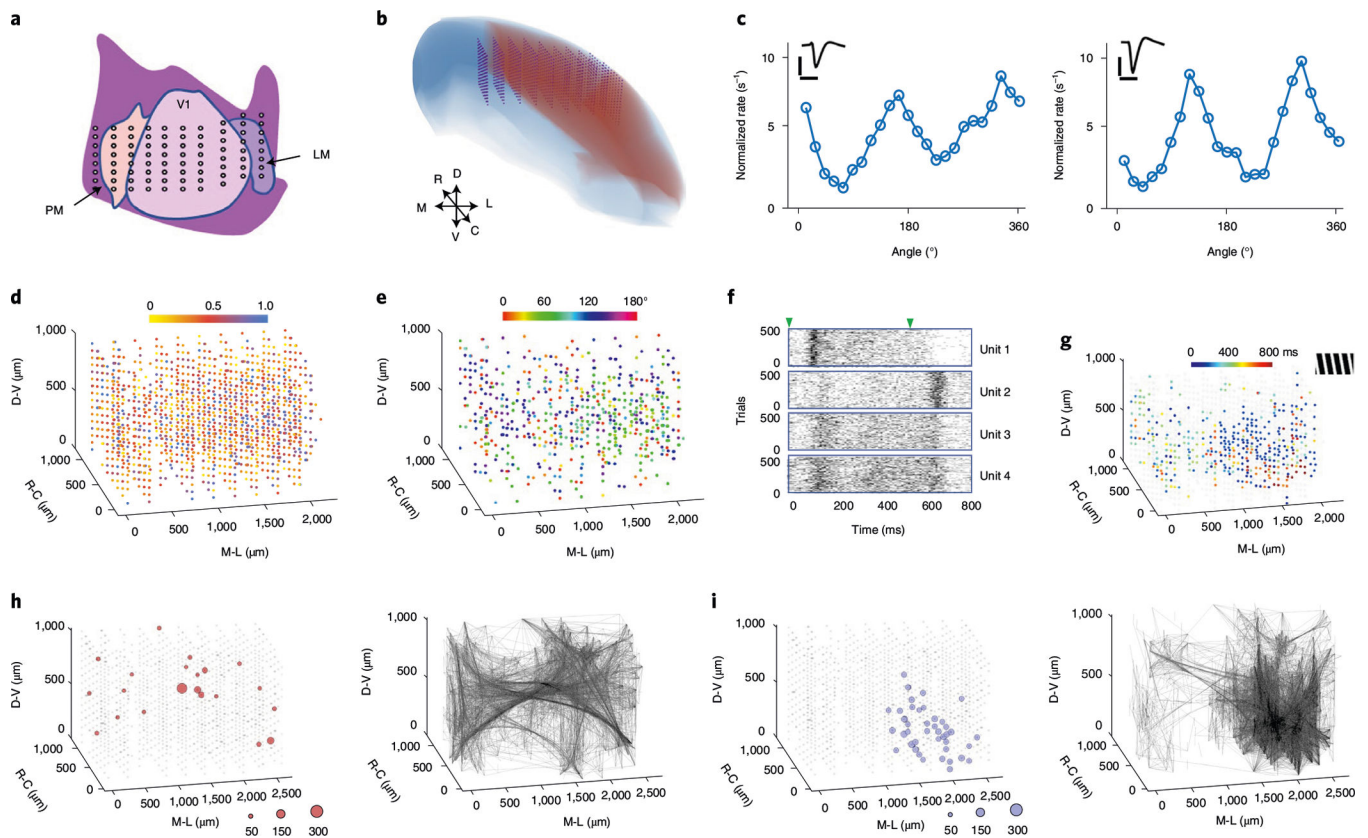 a
V1
LM
PM
b
R D
M L
V C
c
Normalized rate (s⁻¹)
10
5
0
0 180 360
Angle (°)
Normalized rate (s⁻¹)
10
5
0
0 180 360
Angle (°)
d
0 0.5 1.0
1,000
500
0
D-V (μm)
1,000
500
0
R-C (μm)
0 500 1,000 1,500 2,000
M-L (μm)
e
0 60 120 180°
1,000
500
0
D-V (μm)
1,000
500
0
R-C (μm)
0 500 1,000 1,500 2,000
M-L (μm)
f
500
0
Unit 1
500
0
Unit 2
500
0
Unit 3
500
0
Unit 4
Trials
0 200 400 600 800
Time (ms)
g
0 400 800 ms
1,000
500
0
D-V (μm)
1,000
500
0
R-C (μm)
0 500 1,000 1,500 2,000
M-L (μm)
h
1,000
500
0
D-V (μm)
1,000
500
0
R-C (μm)
0 500 1,000 1,500 2,000 2,500
M-L (μm)
50 150 300
1,000
500
0
D-V (μm)
1,000
500
0
R-C (μm)
0 500 1,000 1,500 2,000 2,500
M-L (μm)
i
1,000
500
0
D-V (μm)
1,000
500
0
R-C (μm)
0 500 1,000 1,500 2,000 2,500
M-L (μm)
50 150 300
1,000
500
0
D-V (μm)
1,000
500
0
R-C (μm)
0 500 1,000 1,500 2,000 2,500
M-L (μm)